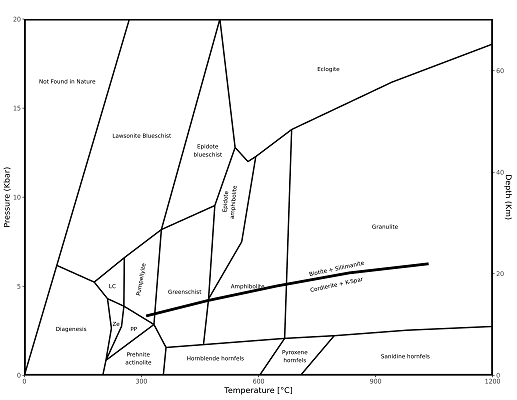 20
15
10
5
0
Pressure (Kbar)
Not Found in Nature
Lawsonite Blueschist
Epidote
blueschist
Eclogite
Epidote
amphibolite
Granulite
LC
Pumpelyite
Greenschist
Amphibolite
Biotite + Sillimanite
Cordierite + K-Spar
Diagenesis
Ze
PP
Prehnite
actinolite
Hornblende hornfels
Pyroxene
hornfels
Sanidine hornfels
60
40
20
0
Depth (Km)
0
300
600
900
1200
Temperature [°C]